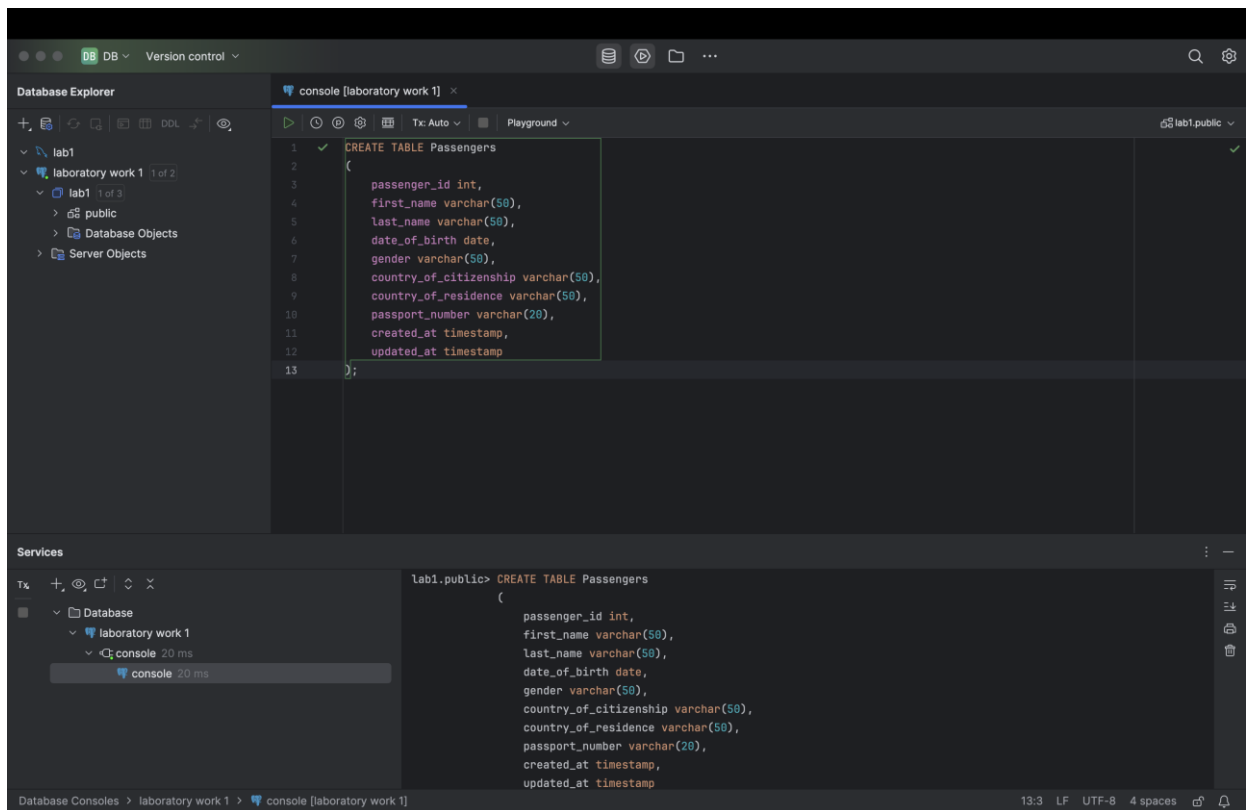 DB DB Version control
Database Explorer
console [laboratory work 1]
DDL
Tx: Auto Playground lab1.public
lab1
laboratory work 1 1 of 2
lab1 1 of 3
public
Database Objects
Server Objects
1 CREATE TABLE Passengers
2 (
3 passenger_id int,
4 first_name varchar(50),
5 last_name varchar(50),
6 date_of_birth date,
7 gender varchar(50),
8 country_of_citizenship varchar(50),
9 country_of_residence varchar(50),
10 passport_number varchar(20),
11 created_at timestamp,
12 updated_at timestamp
13 );
Services
Tx
Database
laboratory work 1
console 20 ms
console 20 ms
lab1.public> CREATE TABLE Passengers
(
passenger_id int,
first_name varchar(50),
last_name varchar(50),
date_of_birth date,
gender varchar(50),
country_of_citizenship varchar(50),
country_of_residence varchar(50),
passport_number varchar(20),
created_at timestamp,
updated_at timestamp
Database Consoles > laboratory work 1 > console [laboratory work 1] 13:3 LF UTF-8 4 spaces